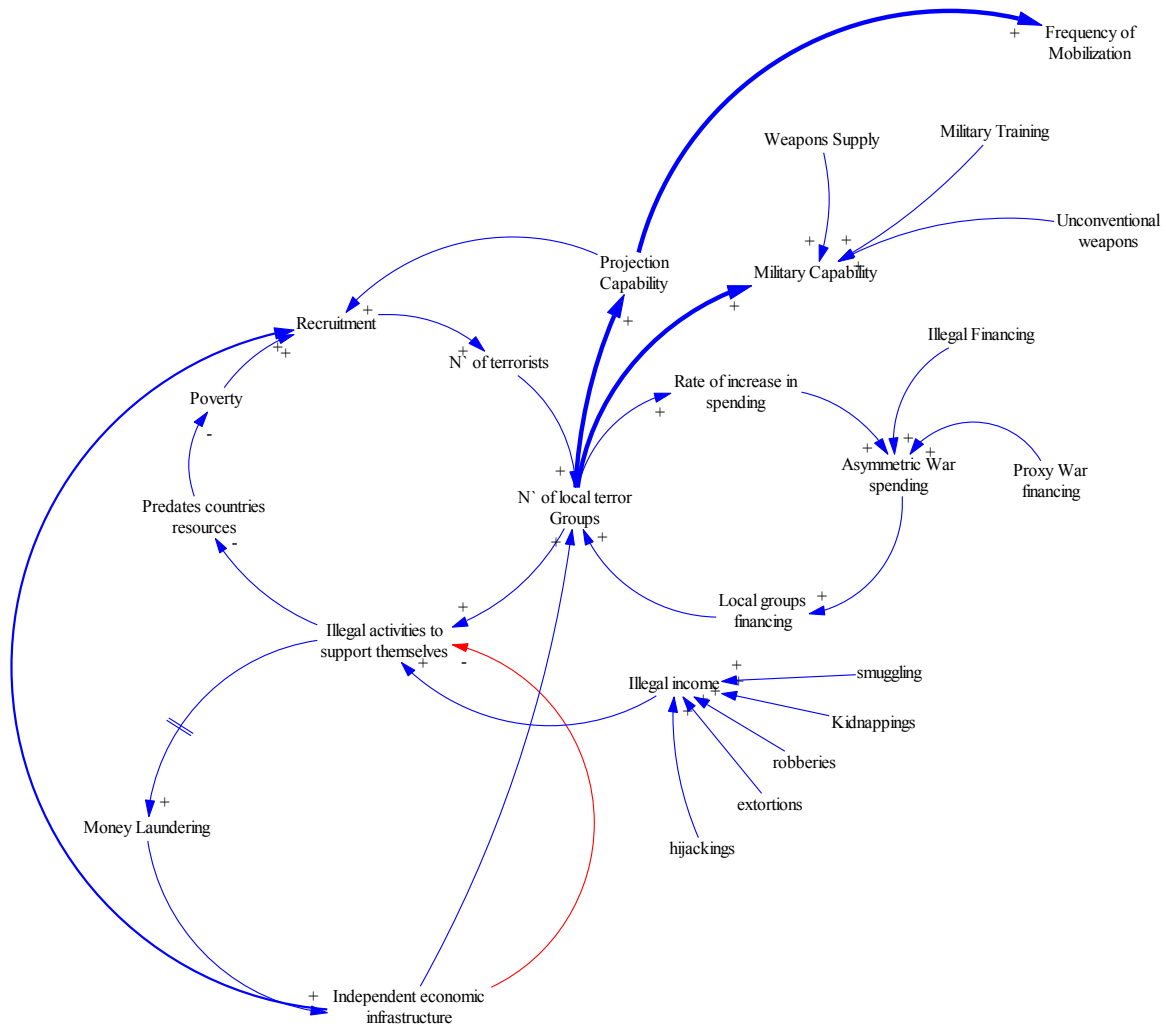 Frequency of
Mobilization
Weapons Supply
Military Training
Unconventional
weapons
Projection
Capability
Military Capability
Recruitment
N` of terrorists
Illegal Financing
Poverty
Rate of increase in
spending
Asymmetric War
spending
Proxy War
financing
Predates countries
resources
N` of local terror
Groups
Local groups
financing
Illegal activities to
support themselves
Illegal income
smuggling
Kidnappings
robberies
extortions
hijackings
Money Laundering
Independent economic
infrastructure